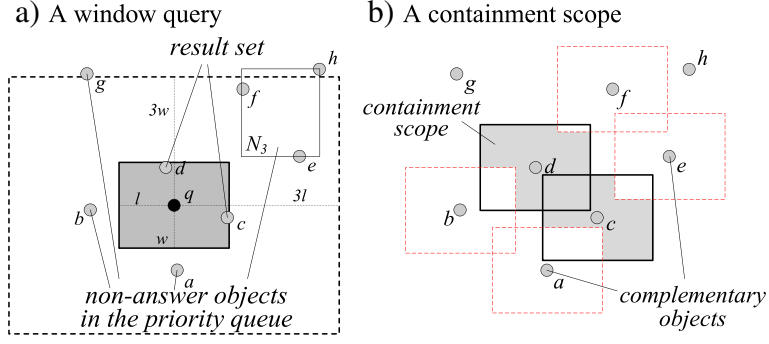 a) A window query
result set
h
g
3w
f
N3
e
d
l
q
3l
b
c
w
a
non-answer objects
in the priority queue
b) A containment scope
h
g
f
containment
scope
e
d
b
c
a
complementary
objects